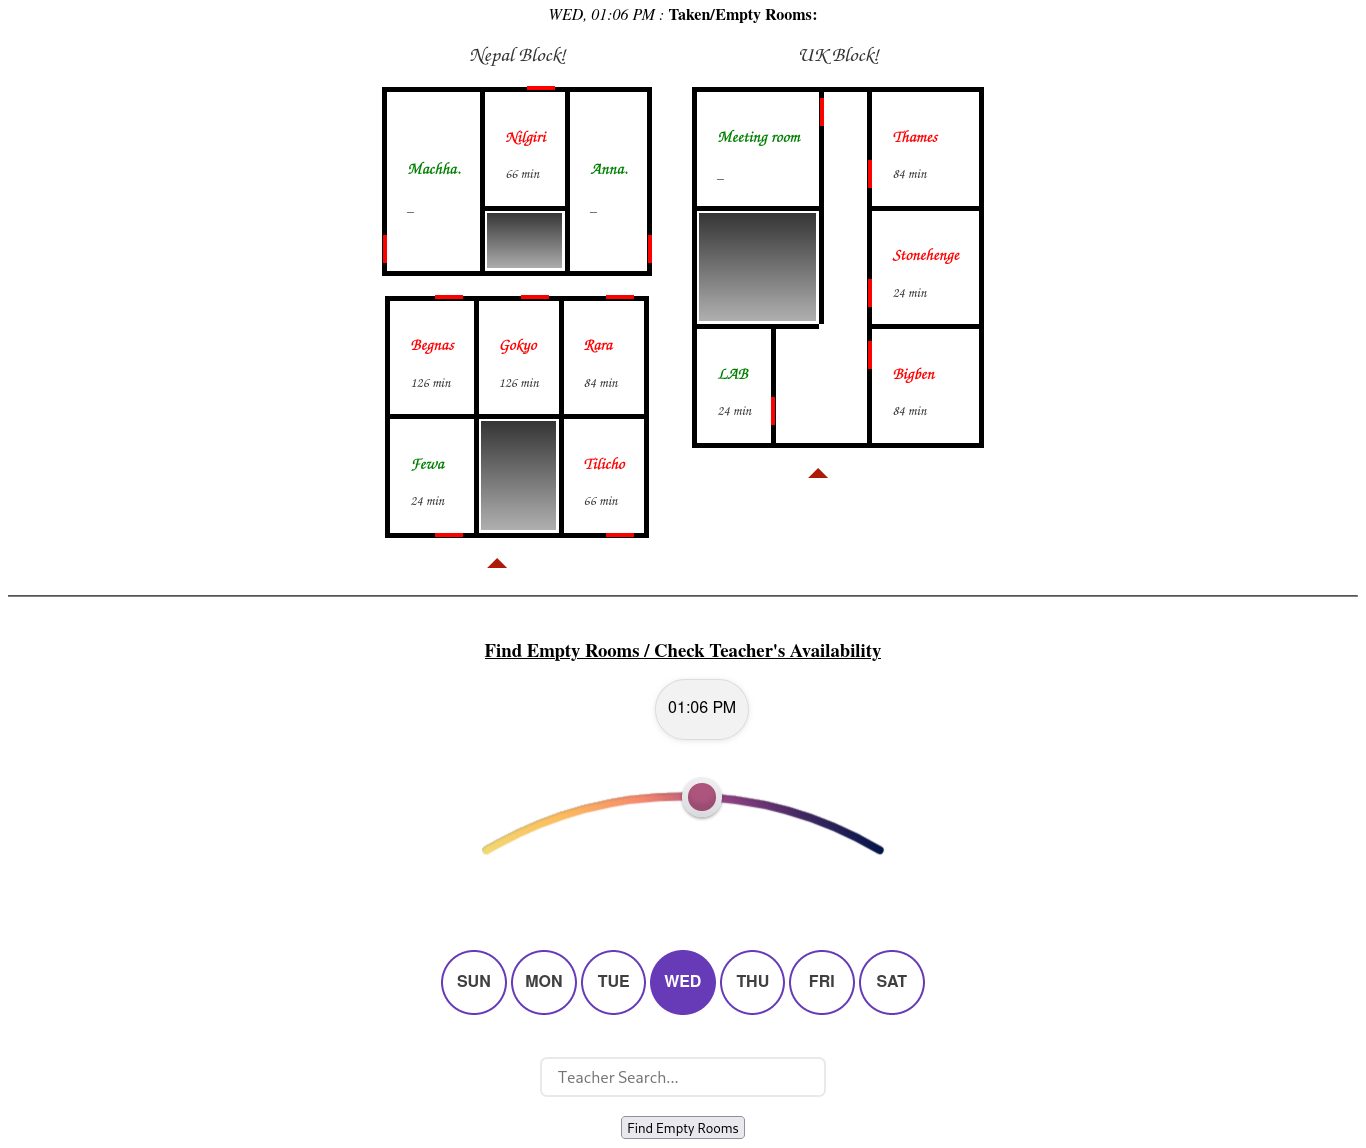 WED, 01:06 PM : Taken/Empty Rooms:
Nepal Block!
Machha.
_
Nilgiri
66 min
Anna.
_
Begnas
126 min
Gokyo
126 min
Rara
84 min
Fewa
24 min
Tilicho
66 min
UK Block!
Meeting room
_
Thames
84 min
Stonehenge
24 min
LAB
24 min
Bigben
84 min
Find Empty Rooms / Check Teacher's Availability
01:06 PM
SUN MON TUE WED THU FRI SAT
Teacher Search...
Find Empty Rooms